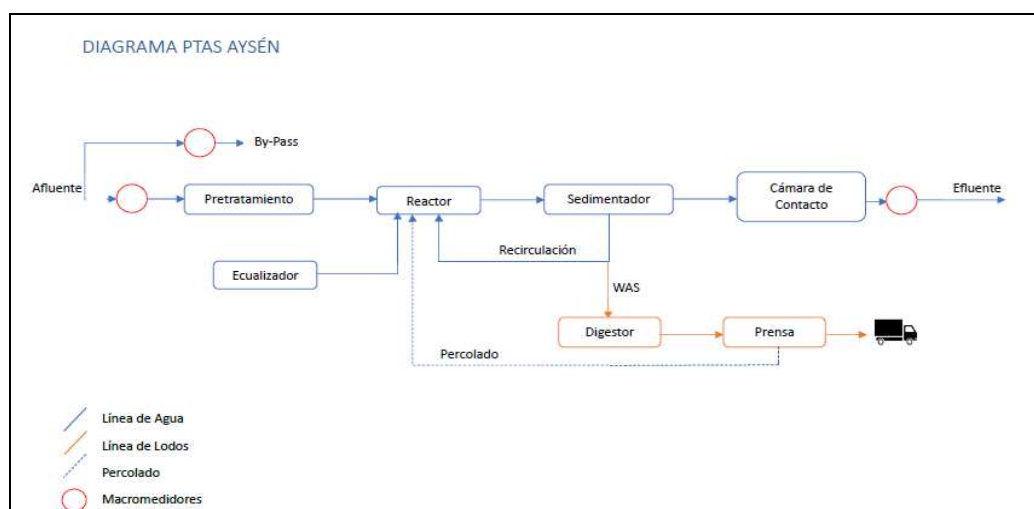 DIAGRAMA PTAS AYSÉN
By-Pass
Afluente
Pretratamiento
Reactor
Sedimentador
Cámara de
Contacto
Efluente
Recirculación
Ecualizador
WAS
Digestor
Prensa
Percolado
Línea de Agua
Línea de Lodos
Percolado
Macromedidores